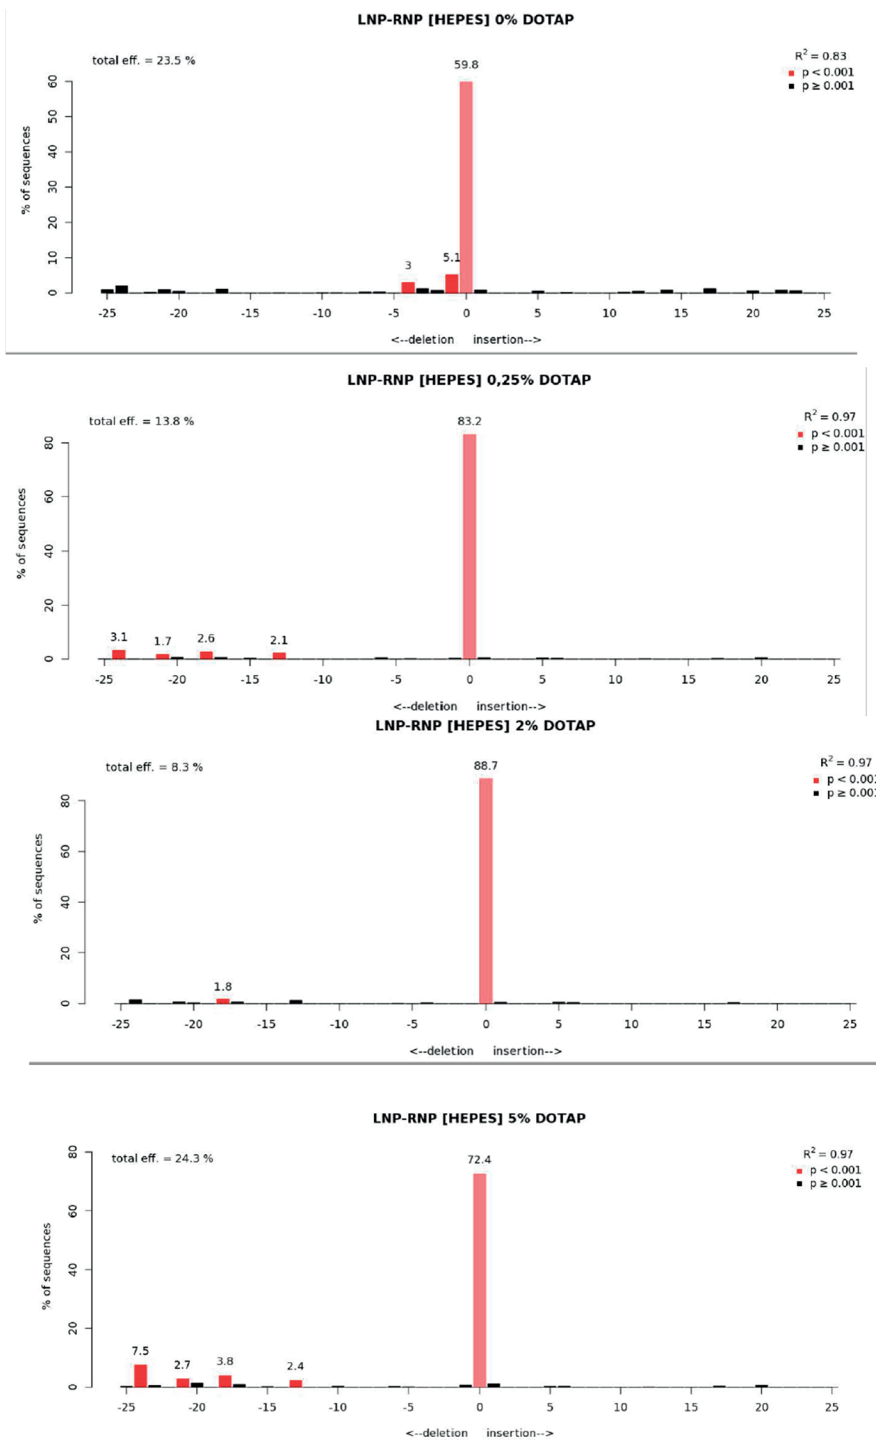 LNP-RNP [HEPES] 0% DOTAP
total eff. = 23.5 %
R² = 0.83
p < 0.001
p ≥ 0.001
59.8
3
5.1
% of sequences
0 10 20 30 40 50 60
-25 -20 -15 -10 -5 0 5 10 15 20 25
<--deletion insertion-->
LNP-RNP [HEPES] 0,25% DOTAP
total eff. = 13.8 %
R² = 0.97
p < 0.001
p ≥ 0.001
83.2
3.1 1.7 2.6 2.1
% of sequences
0 20 40 60 80
-25 -20 -15 -10 -5 0 5 10 15 20 25
<--deletion insertion-->
LNP-RNP [HEPES] 2% DOTAP
total eff. = 8.3 %
R² = 0.97
p < 0.001
p ≥ 0.001
88.7
1.8
% of sequences
0 20 40 60 80
-25 -20 -15 -10 -5 0 5 10 15 20 25
<--deletion insertion-->
LNP-RNP [HEPES] 5% DOTAP
total eff. = 24.3 %
R² = 0.97
p < 0.001
p ≥ 0.001
72.4
7.5 2.7 3.8 2.4
% of sequences
0 20 40 60 80
-25 -20 -15 -10 -5 0 5 10 15 20 25
<--deletion insertion-->